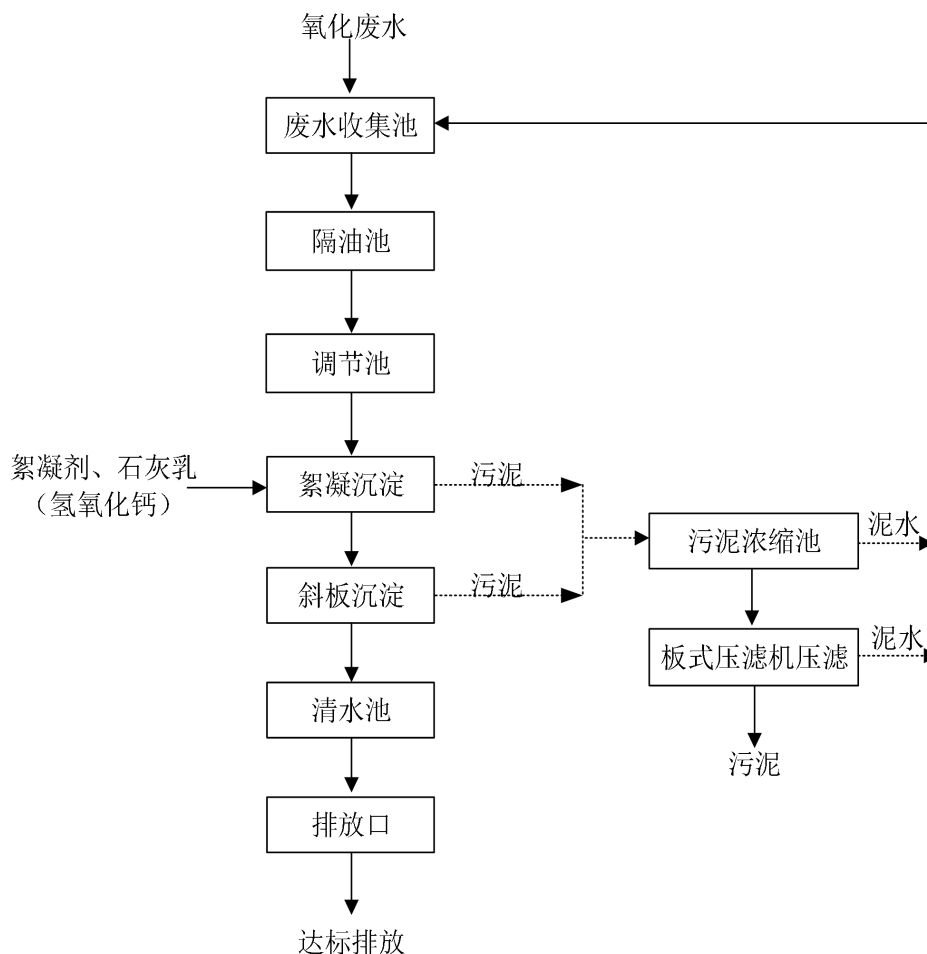 氧化废水
废水收集池
隔油池
调节池
絮凝剂、石灰乳
（氢氧化钙）
絮凝沉淀
污泥
污泥浓缩池
泥水
斜板沉淀
污泥
板式压滤机压滤
泥水
清水池
污泥
排放口
达标排放